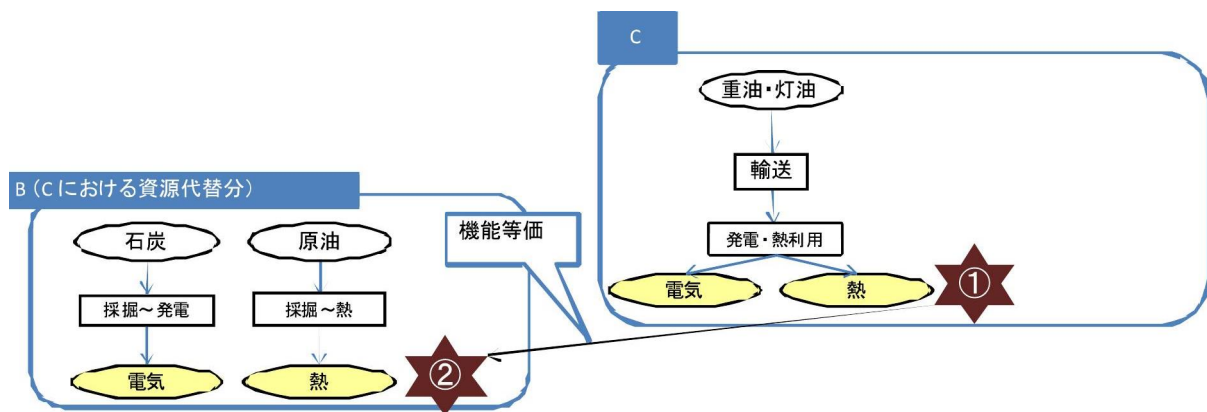 C
重油・灯油
輸送
発電・熱利用
電気
熱
①
B（Cにおける資源代替分）
石炭
原油
採掘～発電
採掘～熱
電気
熱
②
機能等価